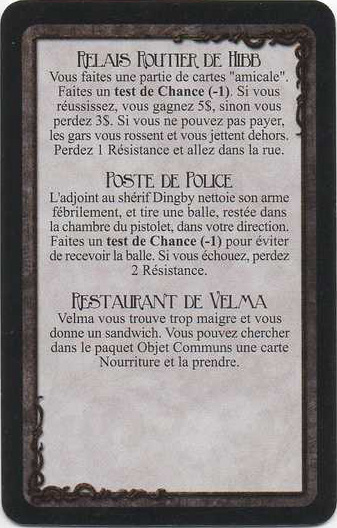 RELAIS ROUTIER DE HIBB
Vous faites une partie de cartes "amicale".
Faites un test de Chance (-1). Si vous
réussissez, vous gagnez 5$, sinon vous
perdez 3$. Si vous ne pouvez pas payer,
les gars vous rossent et vous jettent dehors.
Perdez 1 Résistance et allez dans la rue.
POSTE DE POLICE
L'adjoint au shérif Dingby nettoie son arme
fébrilement, et tire une balle, restée dans
la chambre du pistolet, dans votre direction.
Faites un test de Chance (-1) pour éviter
de recevoir la balle. Si vous échouez, perdez
2 Résistance.
RESTAURANT DE VELMA
Velma vous trouve trop maigre et vous
donne un sandwich. Vous pouvez chercher
dans le paquet Objet Communs une carte
Nourriture et la prendre.